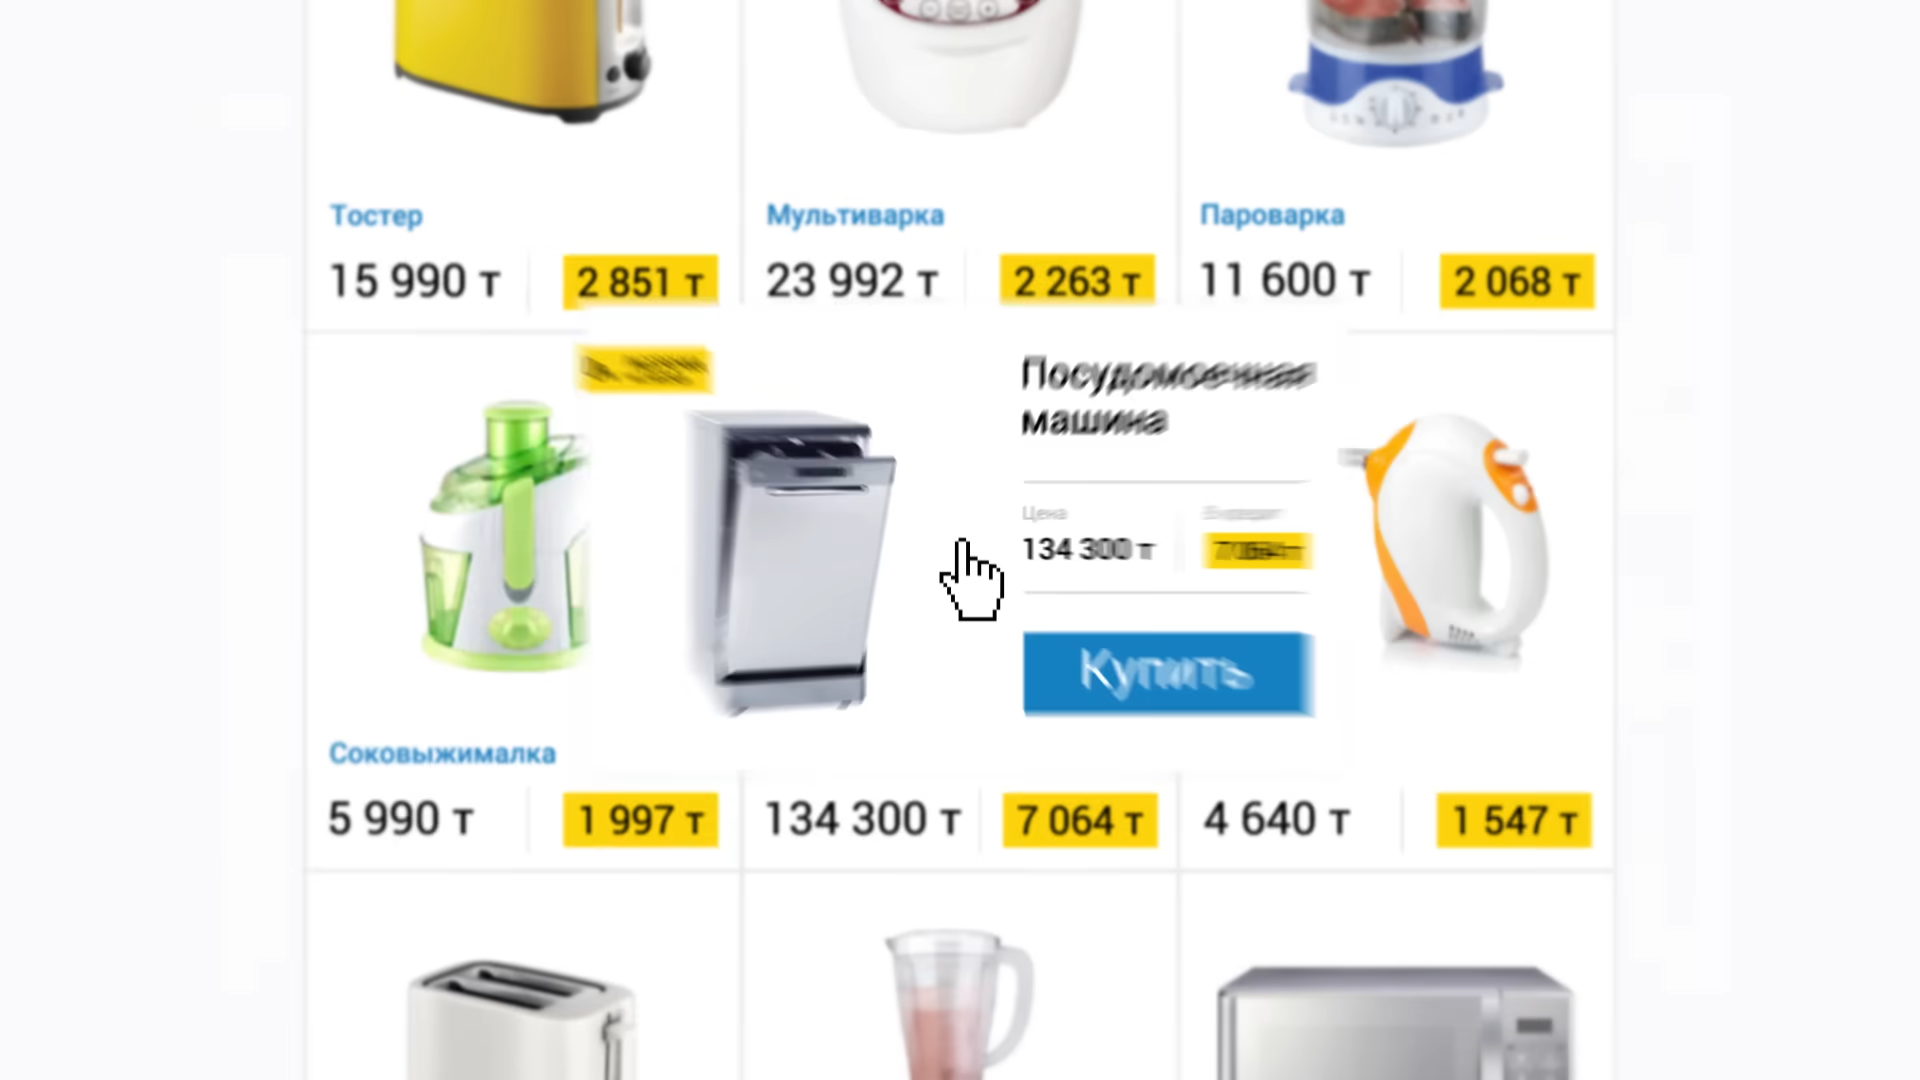 Тостер
Мультиварка
Пароварка
15 990 т
2 851 т
23 992 т
2 263 т
11 600 т
2 068 т
Посудомоечная
машина
Цена
134 300 т
Купить
Соковыжималка
5 990 т
1 997 т
134 300 т
7 064 т
4 640 т
1 547 т